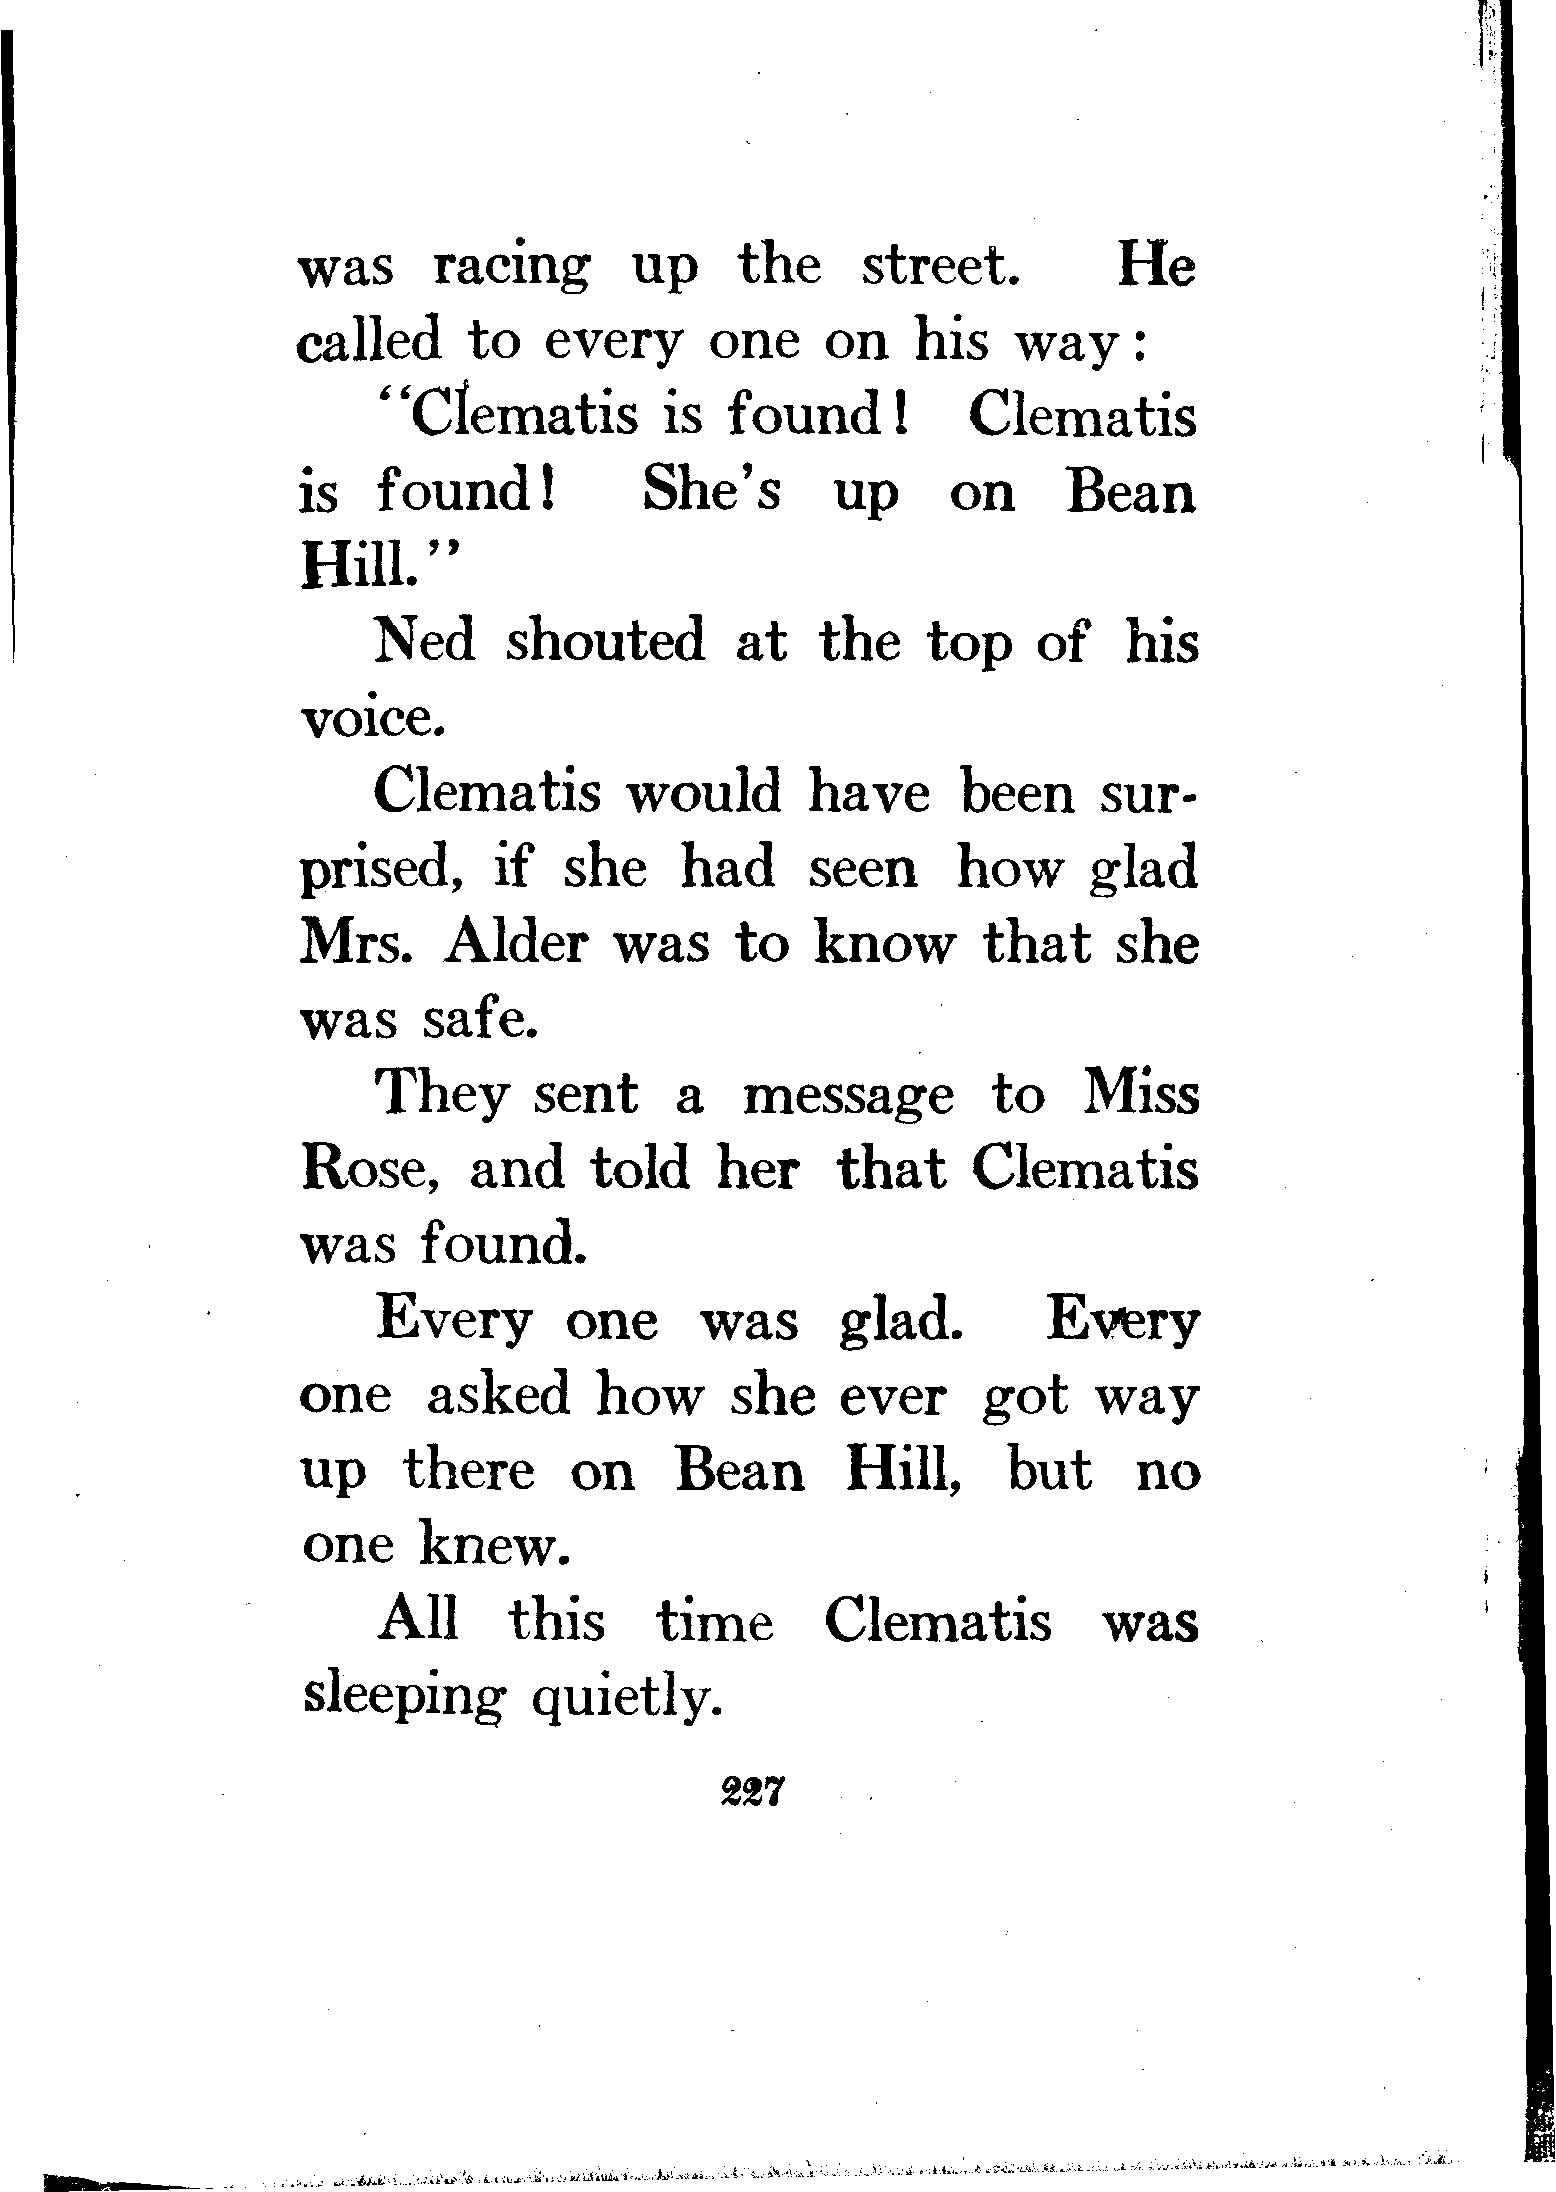 was racing up the street. He
called to every one on his way:
"Clematis is found! Clematis
is found! She's up on Bean
Hill."
Ned shouted at the top of his
voice.
Clematis would have been sur-
prised, if she had seen how glad
Mrs. Alder was to know that she
was safe.
They sent a message to Miss
Rose, and told her that Clematis
was found.
Every one was glad. Every
one asked how she ever got way
up there on Bean Hill, but no
one knew.
All this time Clematis was
sleeping quietly.
227